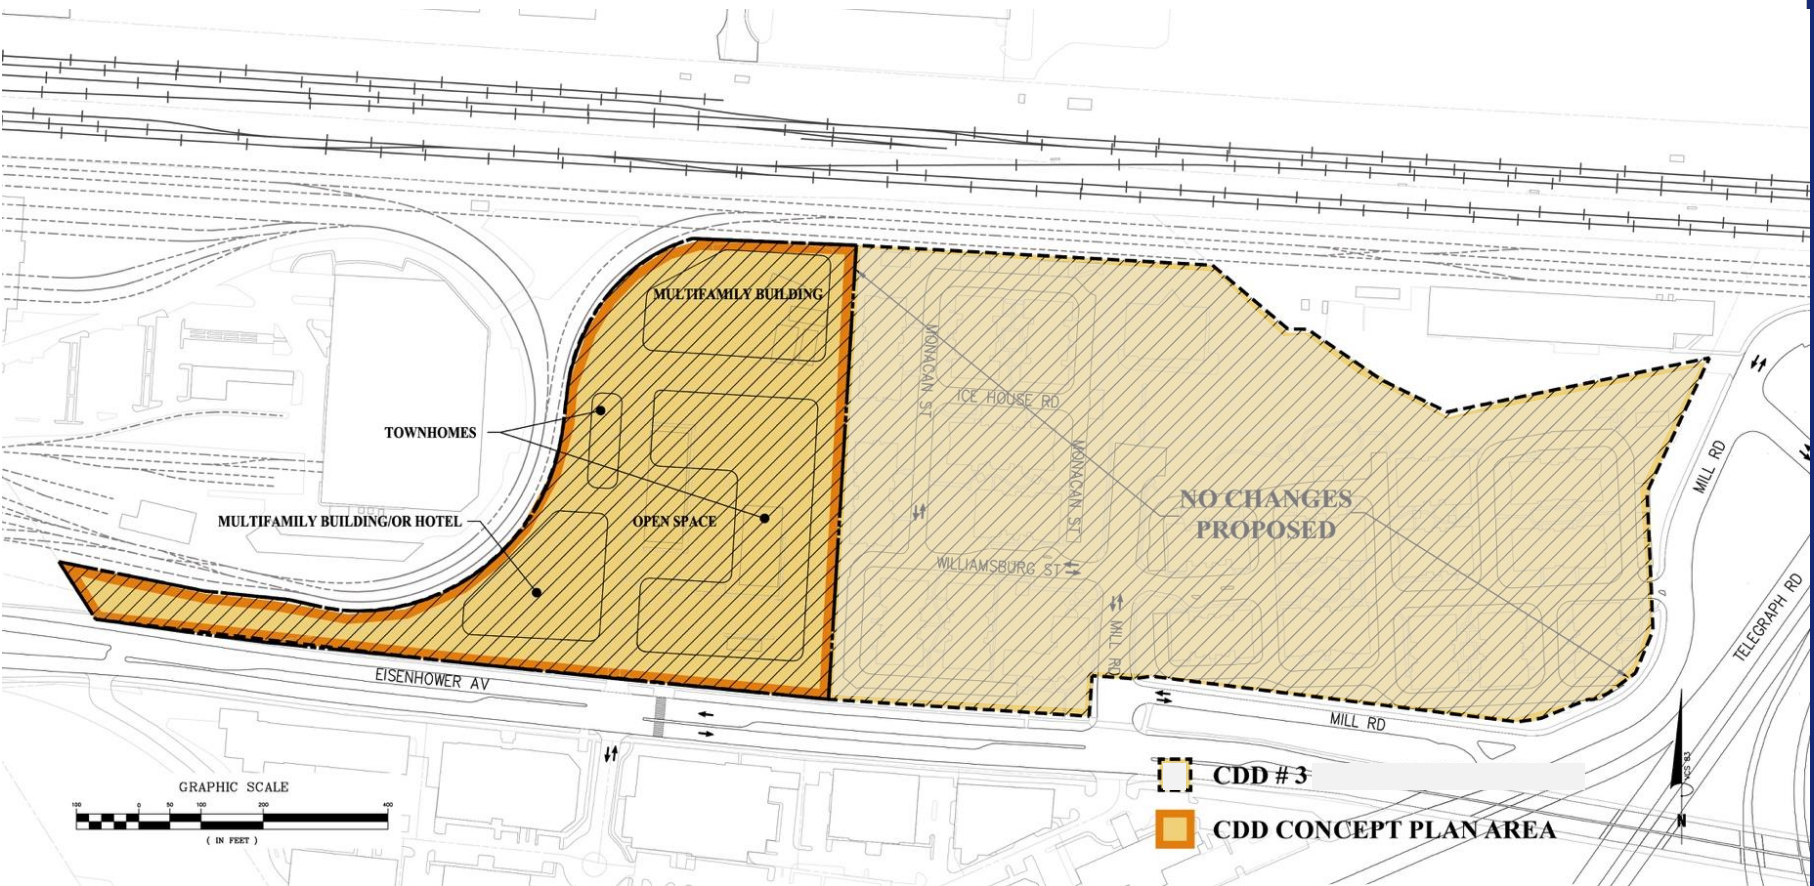 MULTIFAMILY BUILDING
MONACAN ST
ICE HOUSE RD
TOWNHOMES
MONACAN ST
MILL RD
NO CHANGES
PROPOSED
MULTIFAMILY BUILDING/OR HOTEL
OPEN SPACE
WILLIAMSBURG ST
TELEGRAPH RD
MILL RD
EISENHOWER AV
MILL RD
GRAPHIC SCALE
100 0 50 100 200 400
( IN FEET )
CDD # 3
CDD CONCEPT PLAN AREA
VCS 83
N